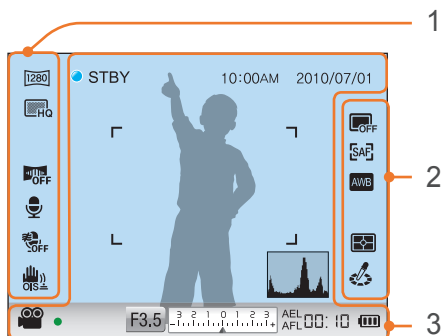 1
1280
STBY 10:00AM 2010/07/01
HQ
OFF
SAF
2
OFF
AWB
OFF
OIS
F3.5 3 2 1 0 1 2 3 AEL
AFL 00:10
3